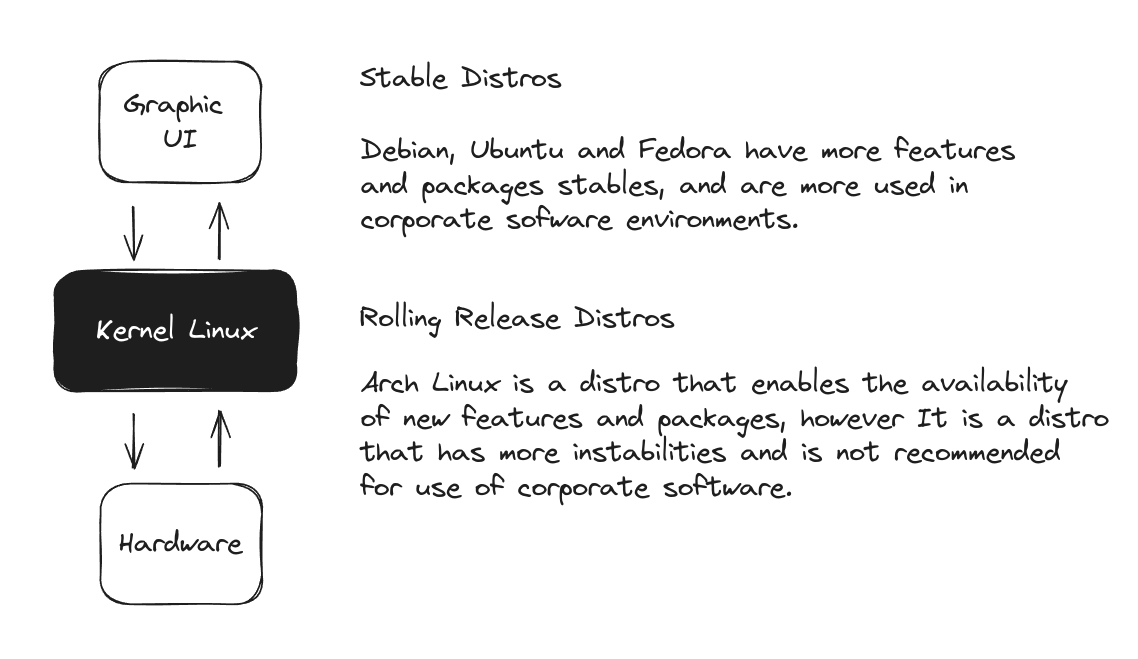 Graphic
UI
Kernel Linux
Hardware
Stable Distros
Debian, Ubuntu and Fedora have more features
and packages stables, and are more used in
corporate sofware environments.
Rolling Release Distros
Arch Linux is a distro that enables the availability
of new features and packages, however It is a distro
that has more instabilities and is not recommended
for use of corporate software.